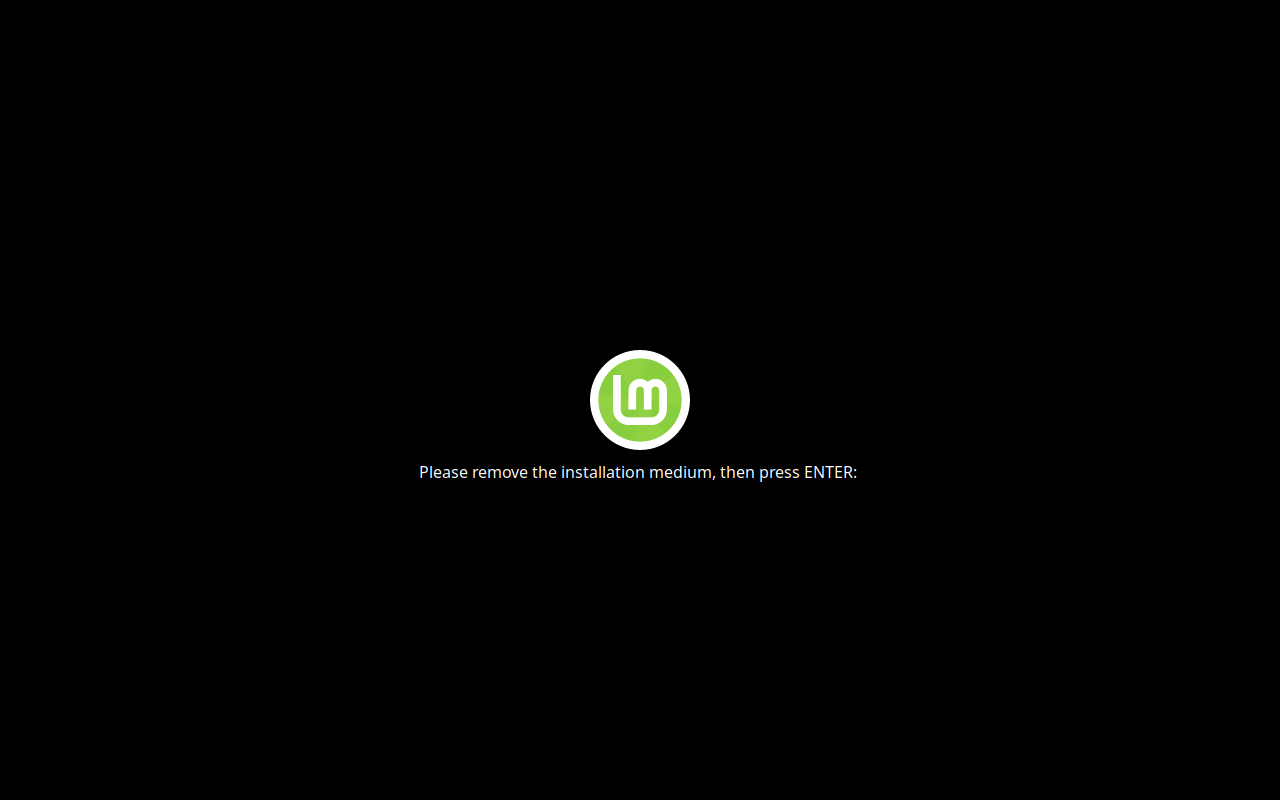 Please remove the installation medium, then press ENTER: